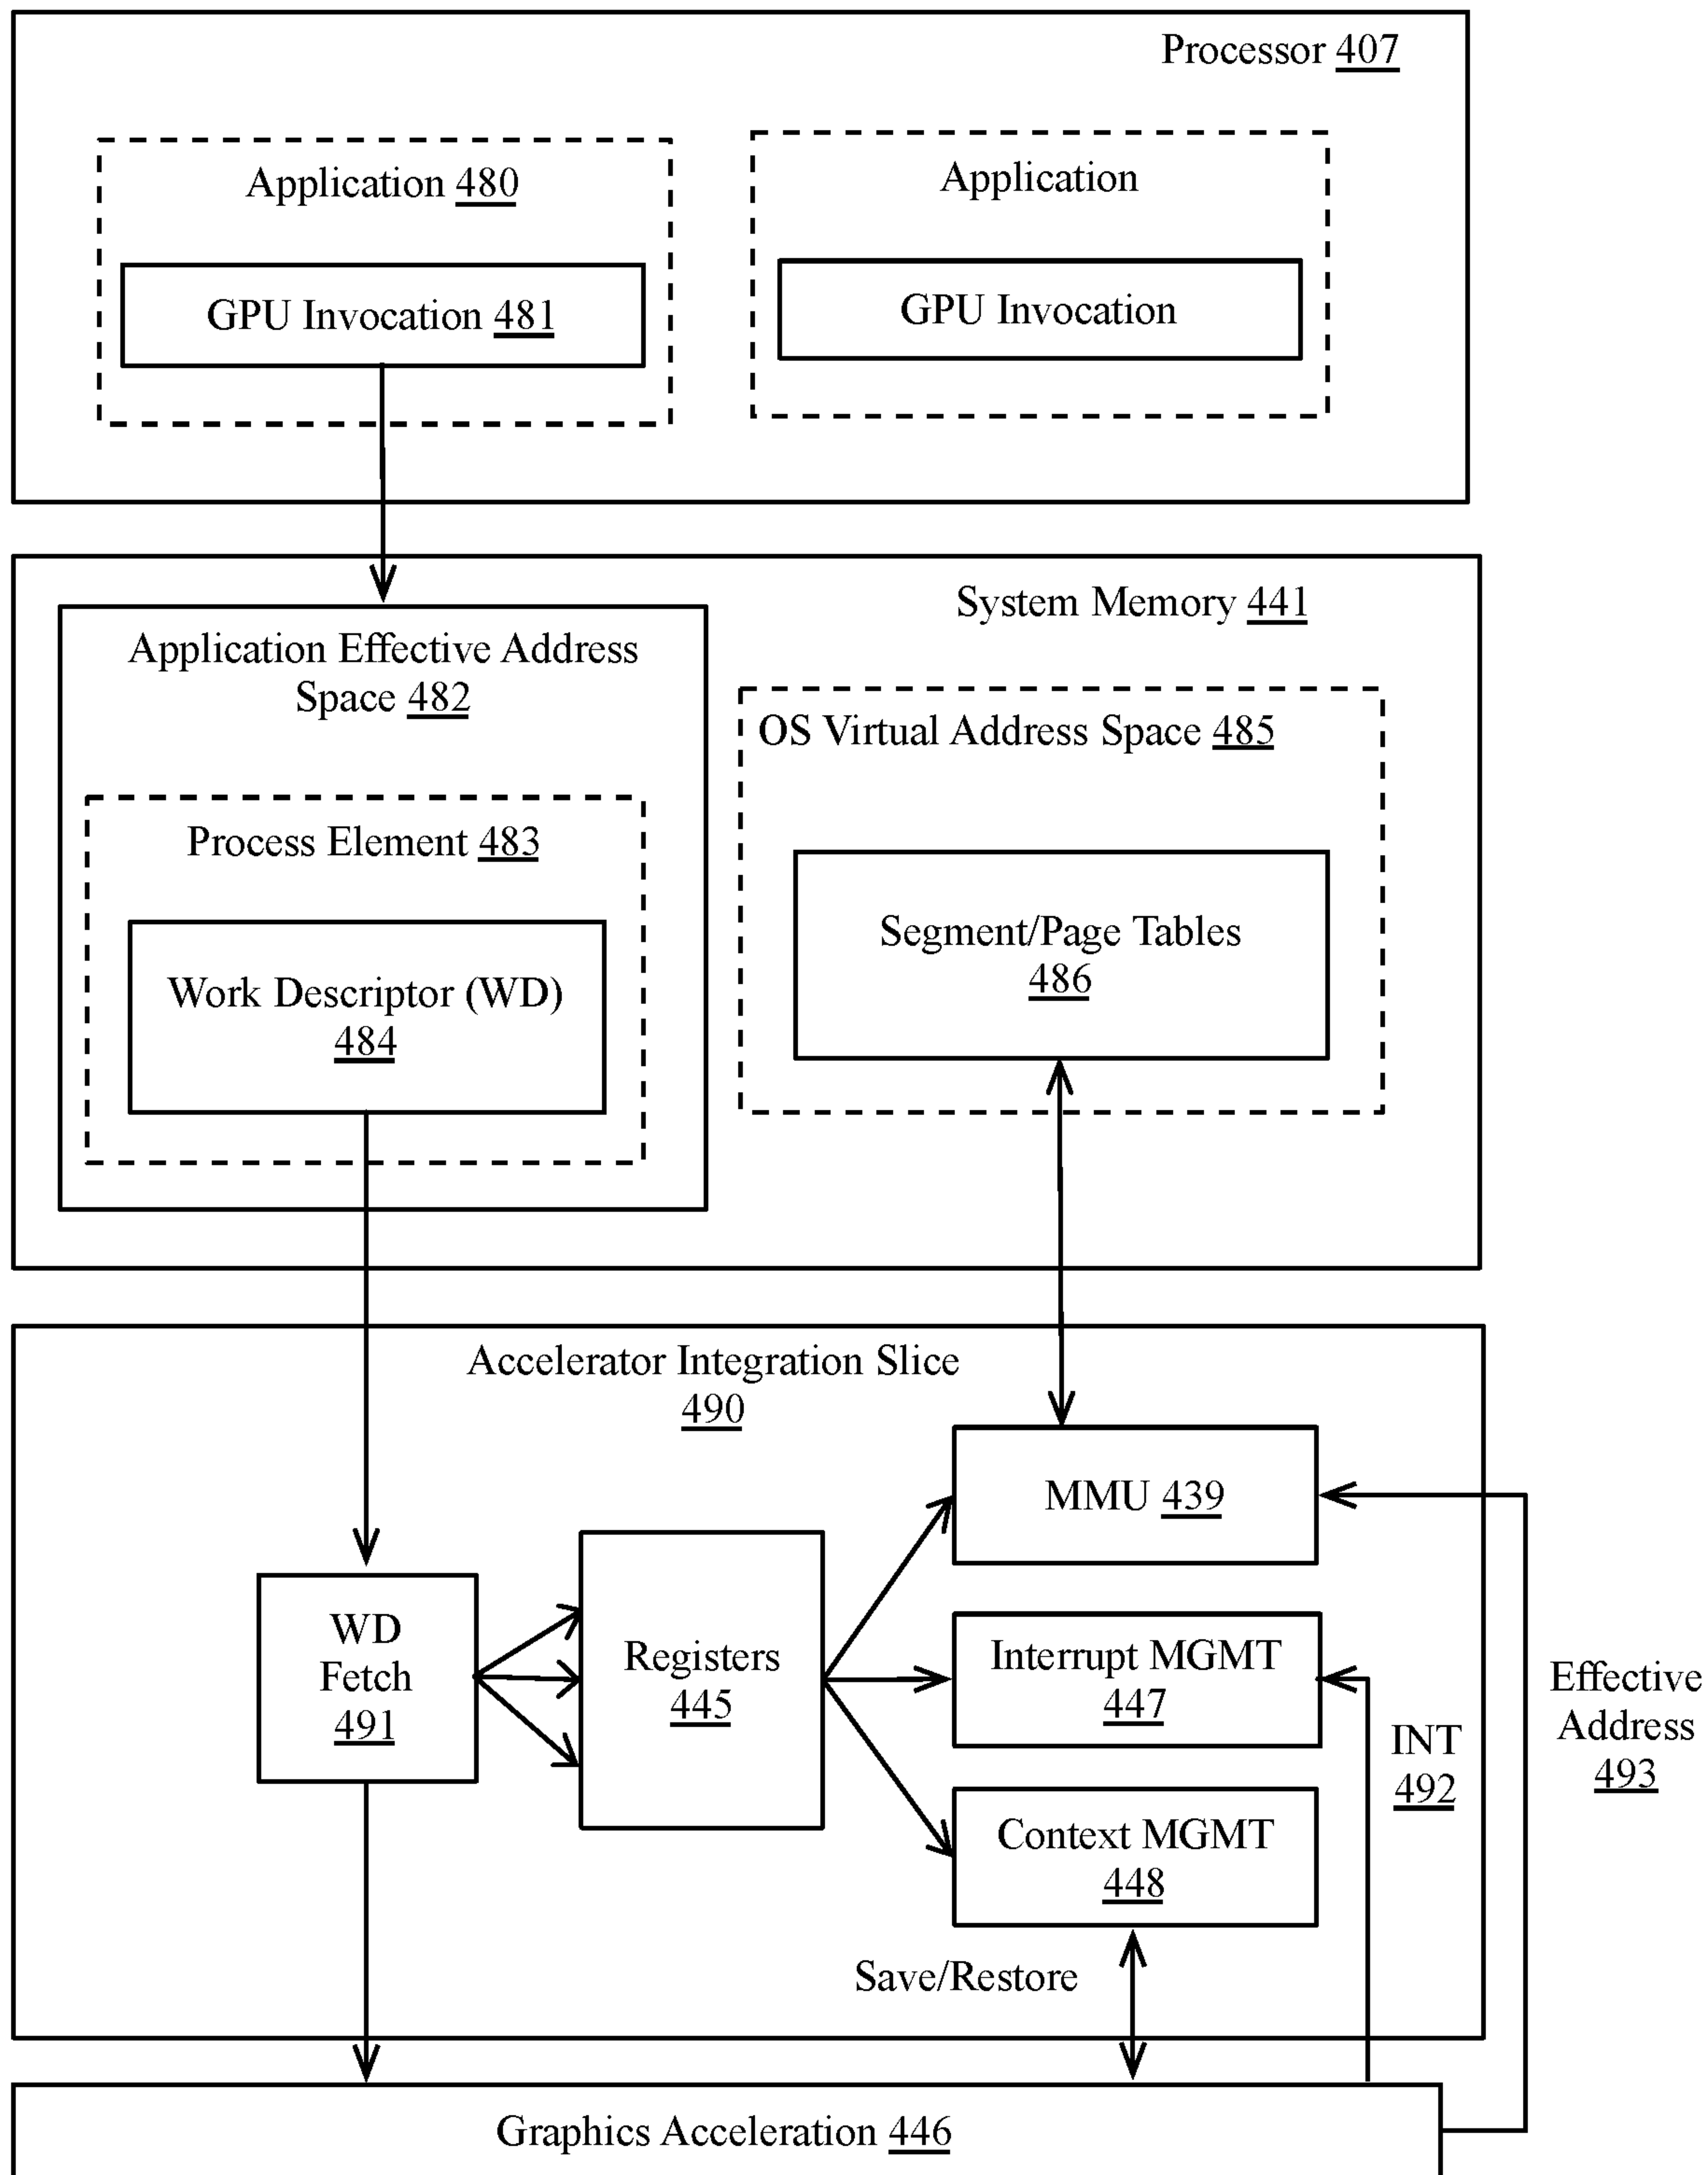 Processor 407
Application 480
GPU Invocation 481
Application
GPU Invocation
System Memory 441
Application Effective Address
Space 482
Process Element 483
Work Descriptor (WD)
484
OS Virtual Address Space 485
Segment/Page Tables
486
Accelerator Integration Slice
490
WD
Fetch
491
Registers
445
MMU 439
Interrupt MGMT
447
Context MGMT
448
Save/Restore
INT
492
Effective
Address
493
Graphics Acceleration 446